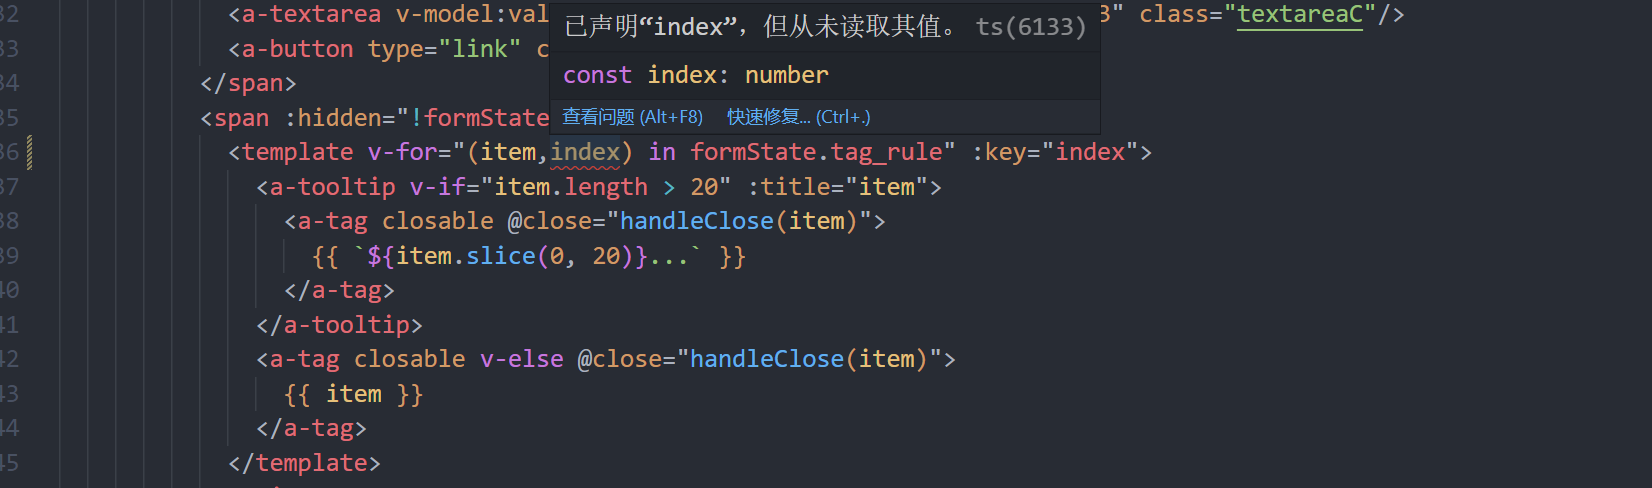 32 <a-textarea v-model:val 3" class="textareaC"/>
33 <a-button type="link" c
34 </span>
35 <span :hidden="!formState
已声明“index”，但从未读取其值。 ts(6133)
const index: number
查看问题 (Alt+F8) 快速修复... (Ctrl+.)
36 <template v-for="(item,index) in formState.tag_rule" :key="index">
37 <a-tooltip v-if="item.length > 20" :title="item">
38 <a-tag closable @close="handleClose(item)">
39 {{ `${item.slice(0, 20)}...` }}
40 </a-tag>
41 </a-tooltip>
42 <a-tag closable v-else @close="handleClose(item)">
43 {{ item }}
44 </a-tag>
45 </template>